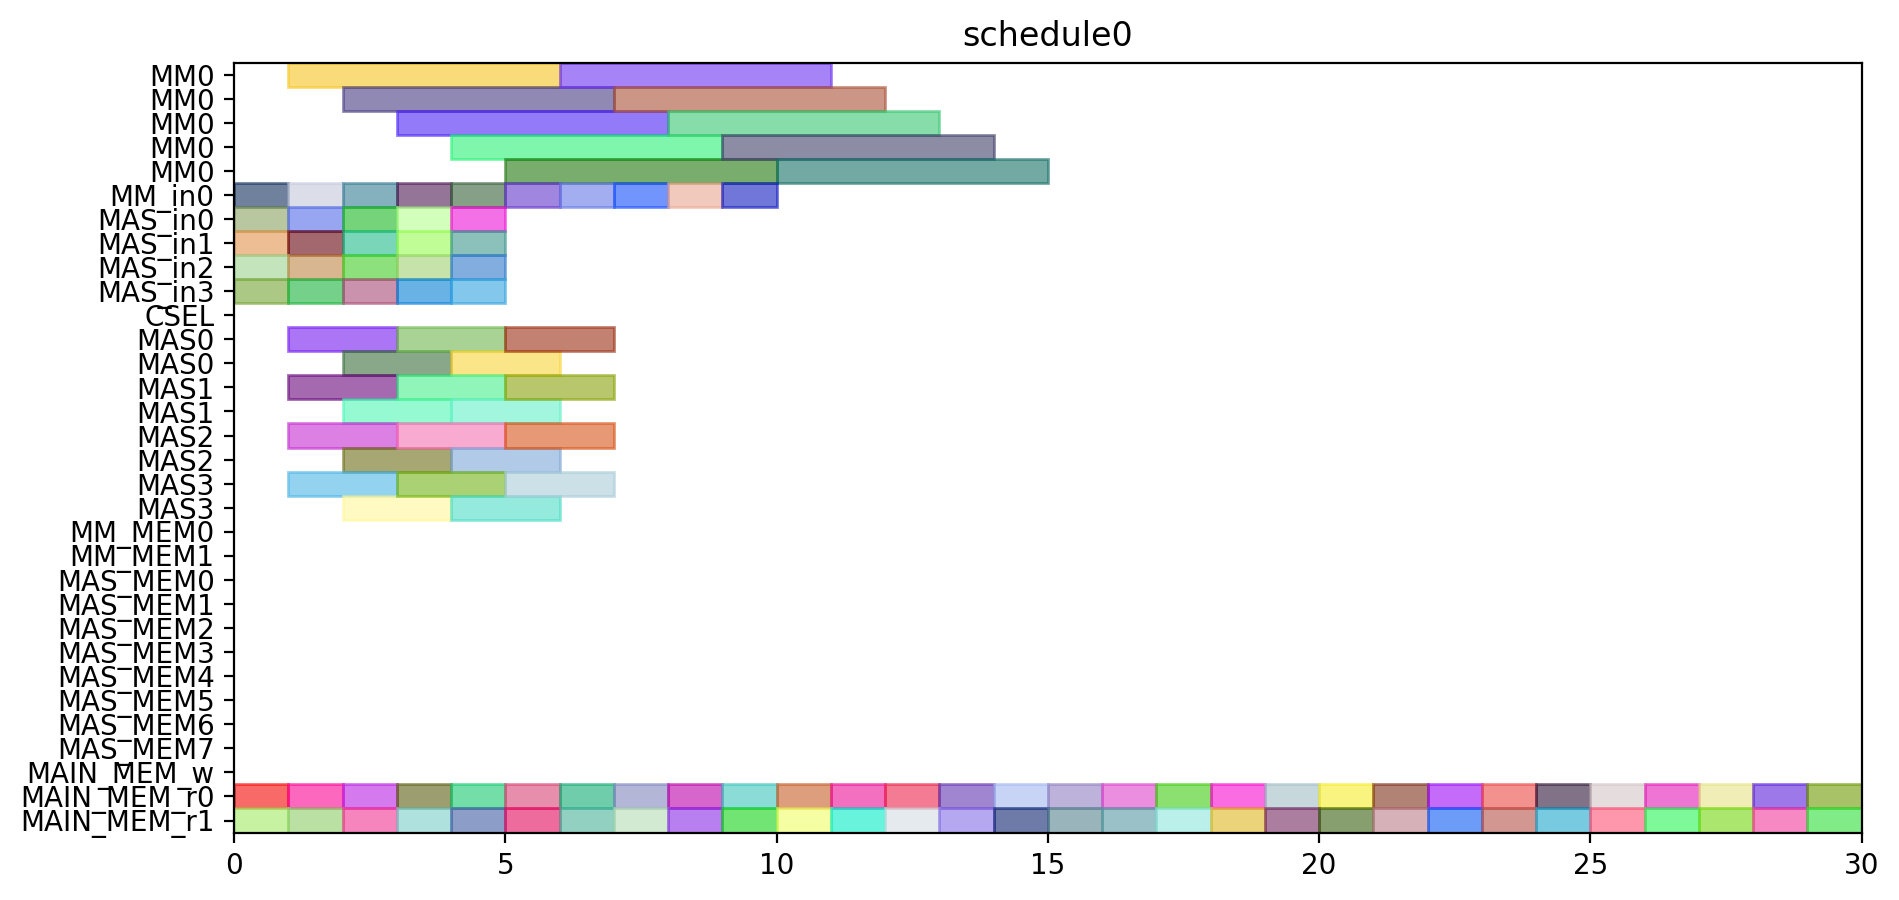 schedule0
MM0
MM0
MM0
MM0
MM0
MM_in0
MAS_in0
MAS_in1
MAS_in2
MAS_in3
CSEL
MAS0
MAS0
MAS1
MAS1
MAS2
MAS2
MAS3
MAS3
MM_MEM0
MM_MEM1
MAS_MEM0
MAS_MEM1
MAS_MEM2
MAS_MEM3
MAS_MEM4
MAS_MEM5
MAS_MEM6
MAS_MEM7
MAIN_MEM_w
MAIN_MEM_r0
MAIN_MEM_r1
0 5 10 15 20 25 30